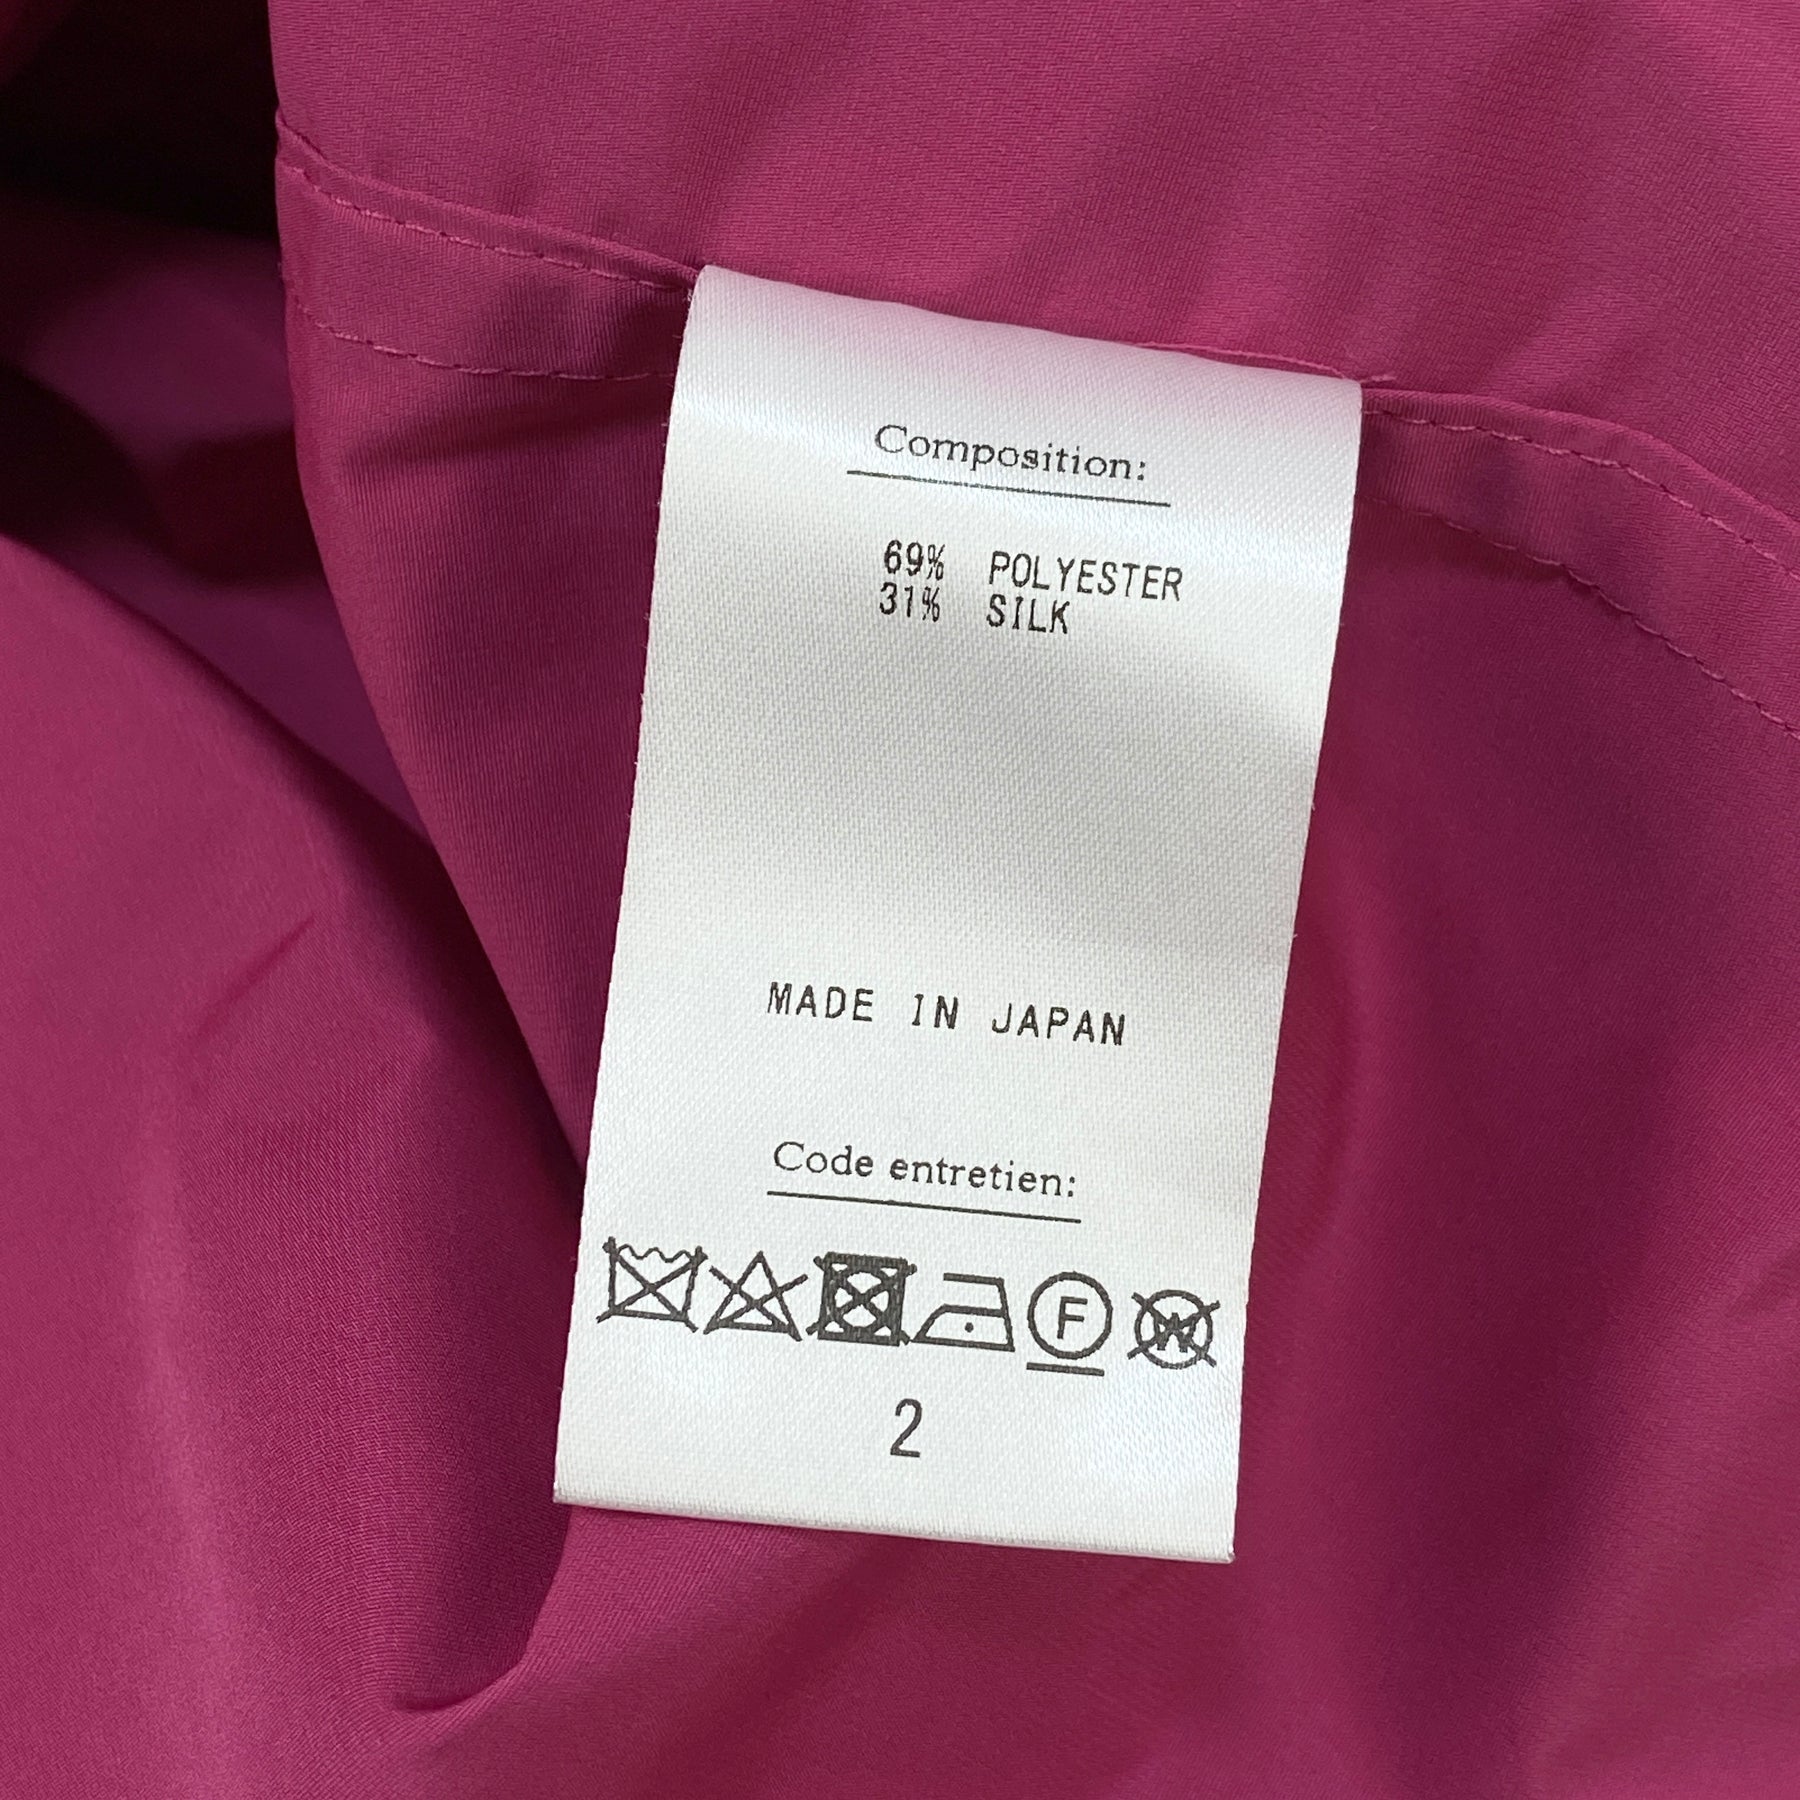 Composition:
69% POLYESTER
31% SILK
MADE IN JAPAN
Code entretien:
F W
2